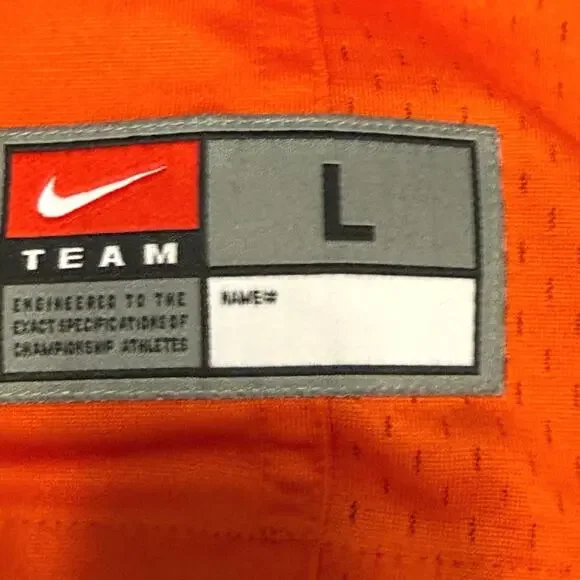 TEAM
L
ENGINEERED TO THE
EXACT SPECIFICATIONS OF
CHAMPIONSHIP ATHLETES
NAME#